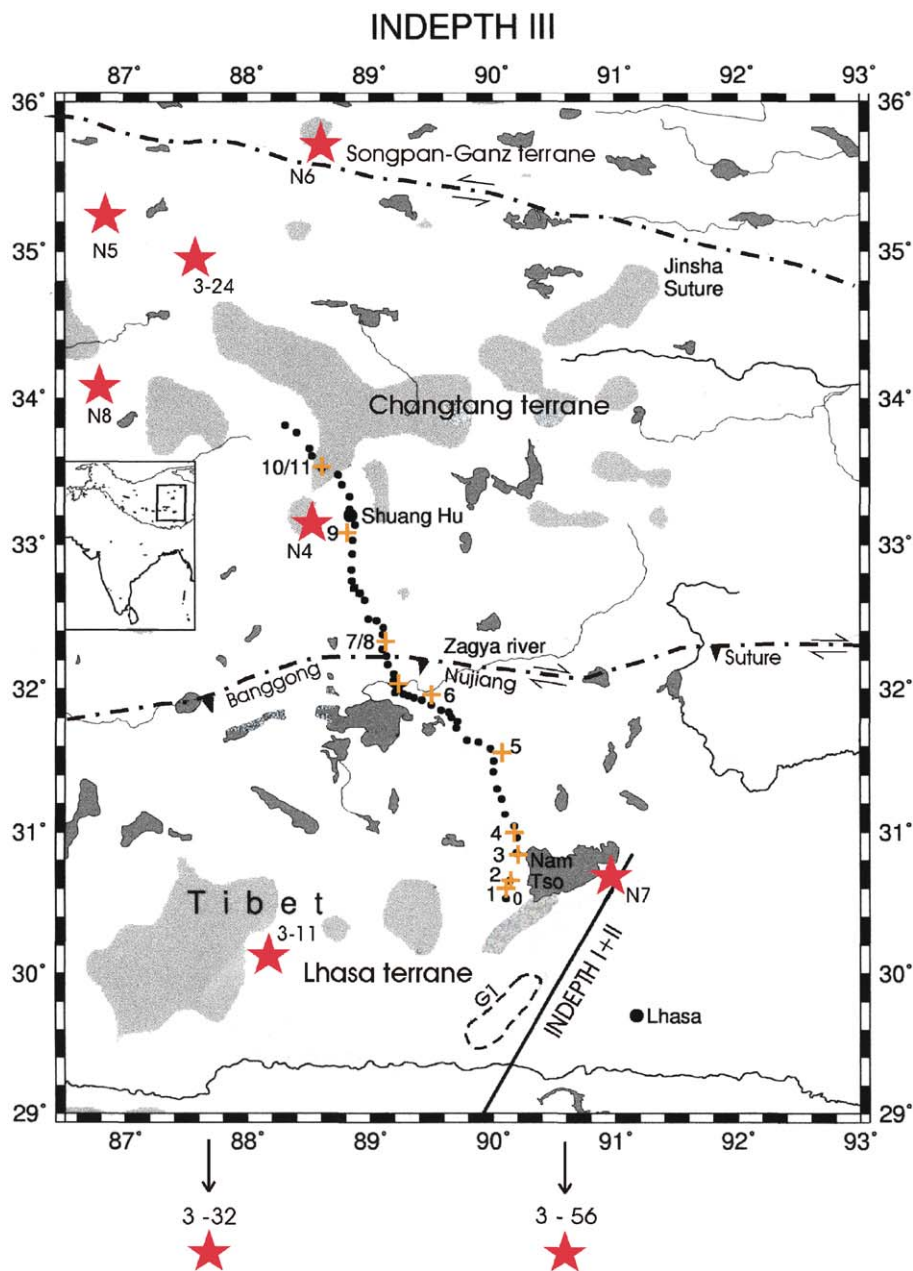 INDEPTH III
87° 88° 89° 90° 91° 92° 93°
36° 36°
Songpan-Ganz terrane
N6
N5
35° 35°
3-24
Jinsha
Suture
34° 34°
N8
Changtang terrane
10/11
Shuang Hu
9
N4
33° 33°
7/8
Zagya river
Suture
32° 32°
Banggong
Nujiang
6
5
31° 31°
4
3
Nam
Tso
2
1
0
N7
Tibet
3-11
30° 30°
Lhasa terrane
G1
INDEPTH I+II
Lhasa
29° 29°
87° 88° 89° 90° 91° 92° 93°
3 -32
3 - 56